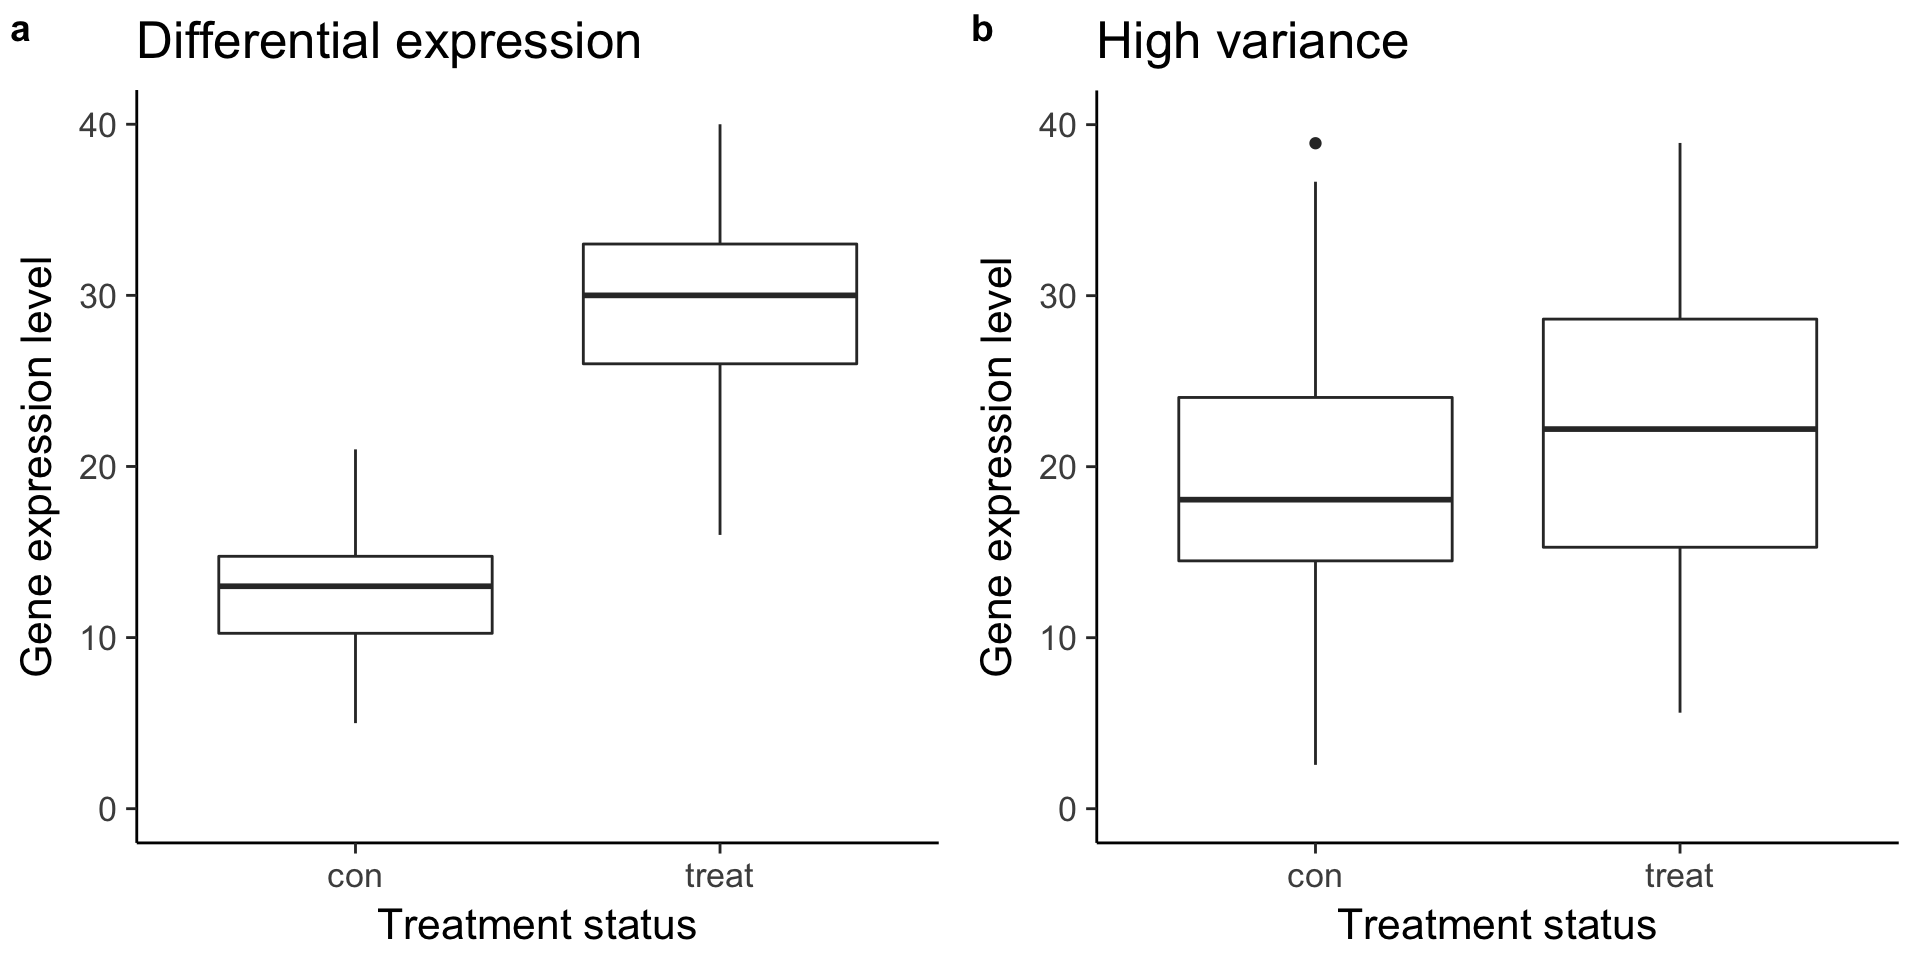 a
Differential expression
Gene expression level
40
30
20
10
0
con
treat
Treatment status
b
High variance
Gene expression level
40
30
20
10
0
con
treat
Treatment status